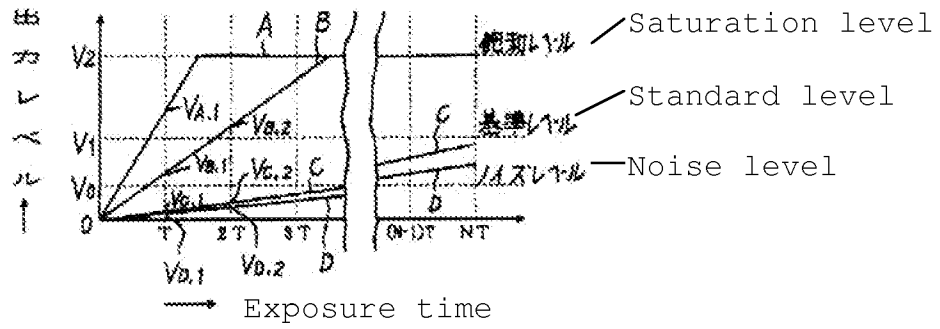 出力レベル→
A
B
V2
飽和レベル
Saturation level
VA.1
VB.2
Standard level
V1
基準レベル
C
VB.1
VC.2
C
V0
ノイズレベル
Noise level
VC.1
D
0
T
2T
3T
(N-1)T
NT
VD.1
VD.2
D
→ Exposure time